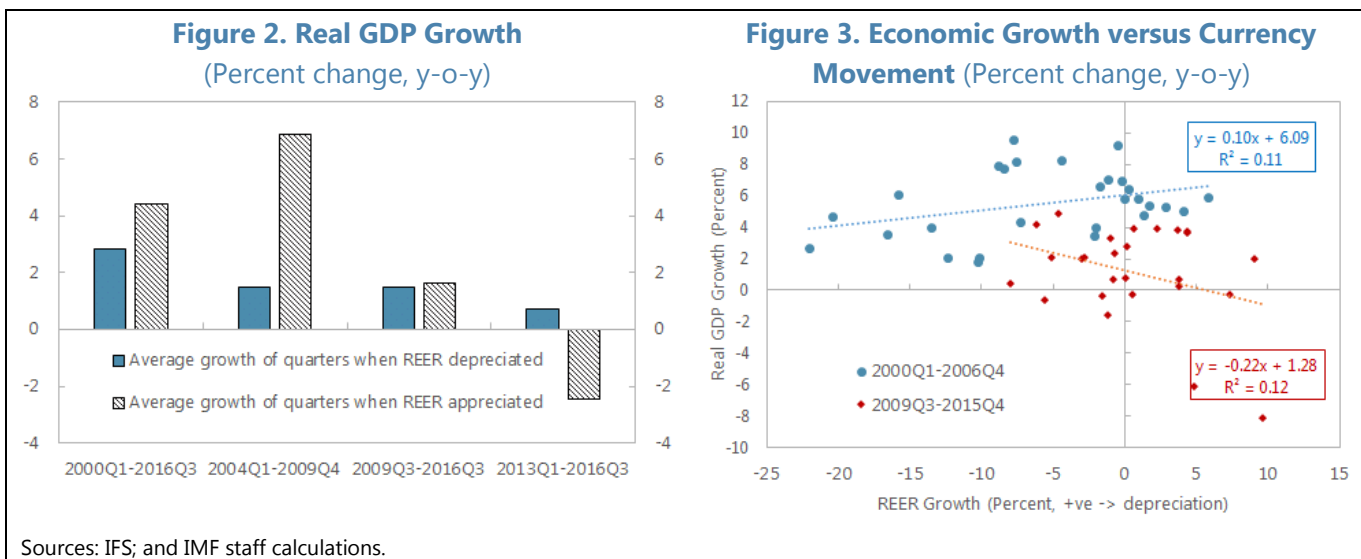 Figure 2. Real GDP Growth
(Percent change, y-o-y)
8
6
4
2
0
-2
-4
8
6
4
2
0
-2
-4
Average growth of quarters when REER depreciated
Average growth of quarters when REER appreciated
2000Q1-2016Q3 2004Q1-2009Q4 2009Q3-2016Q3 2013Q1-2016Q3
Figure 3. Economic Growth versus Currency
Movement (Percent change, y-o-y)
Real GDP Growth (Percent)
12
10
8
6
4
2
0
-2
-4
-6
-8
-10
y = 0.10x + 6.09
R² = 0.11
2000Q1-2006Q4
2009Q3-2015Q4
y = -0.22x + 1.28
R² = 0.12
-25 -20 -15 -10 -5 0 5 10 15
REER Growth (Percent, +ve -> depreciation)
Sources: IFS; and IMF staff calculations.